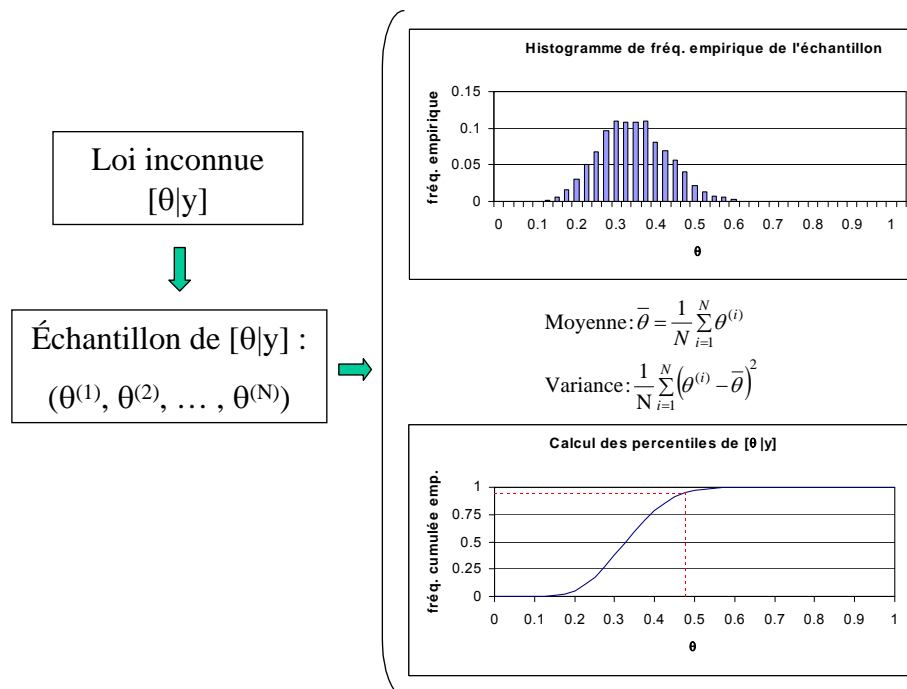 Loi inconnue
[θ|y]
Échantillon de [θ|y] :
(θ⁽¹⁾, θ⁽²⁾, … , θ⁽ᴺ⁾)
Histogramme de fréq. empirique de l'échantillon
fréq. empirique
0.15
0.1
0.05
0
0 0.1 0.2 0.3 0.4 0.5 0.6 0.7 0.8 0.9 1
θ
Moyenne: θ̅ = 1/N ∑_{i=1}^{N} θ^{(i)}
Variance: 1/N ∑_{i=1}^{N} (θ^{(i)} − θ̅)²
Calcul des percentiles de [θ|y]
fréq. cumulée emp.
1
0.75
0.5
0.25
0
0 0.1 0.2 0.3 0.4 0.5 0.6 0.7 0.8 0.9 1
θ